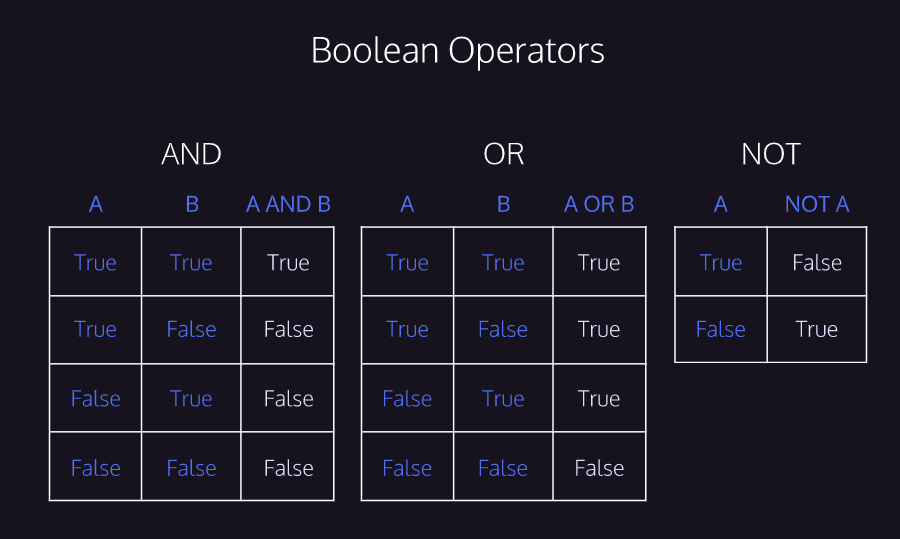 Boolean Operators
AND OR NOT
A B A AND B A B A OR B A NOT A
True True True True True True True False
True False False True False True False True
False True False False True True
False False False False False False